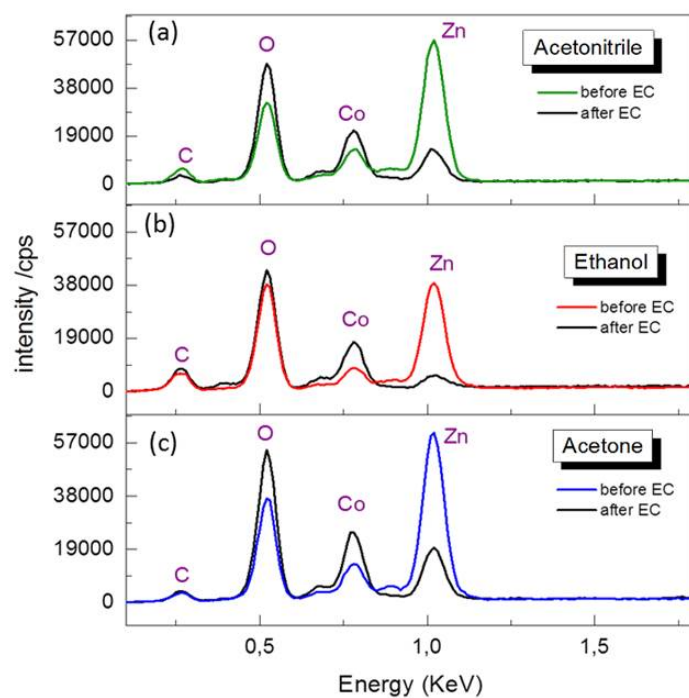 (a)
Acetonitrile
before EC
after EC
C
O
Co
Zn
57000
38000
19000
0
(b)
Ethanol
before EC
after EC
C
O
Co
Zn
57000
38000
19000
0
(c)
Acetone
before EC
after EC
C
O
Co
Zn
57000
38000
19000
0
intensity /cps
0,5
1,0
1,5
Energy (KeV)